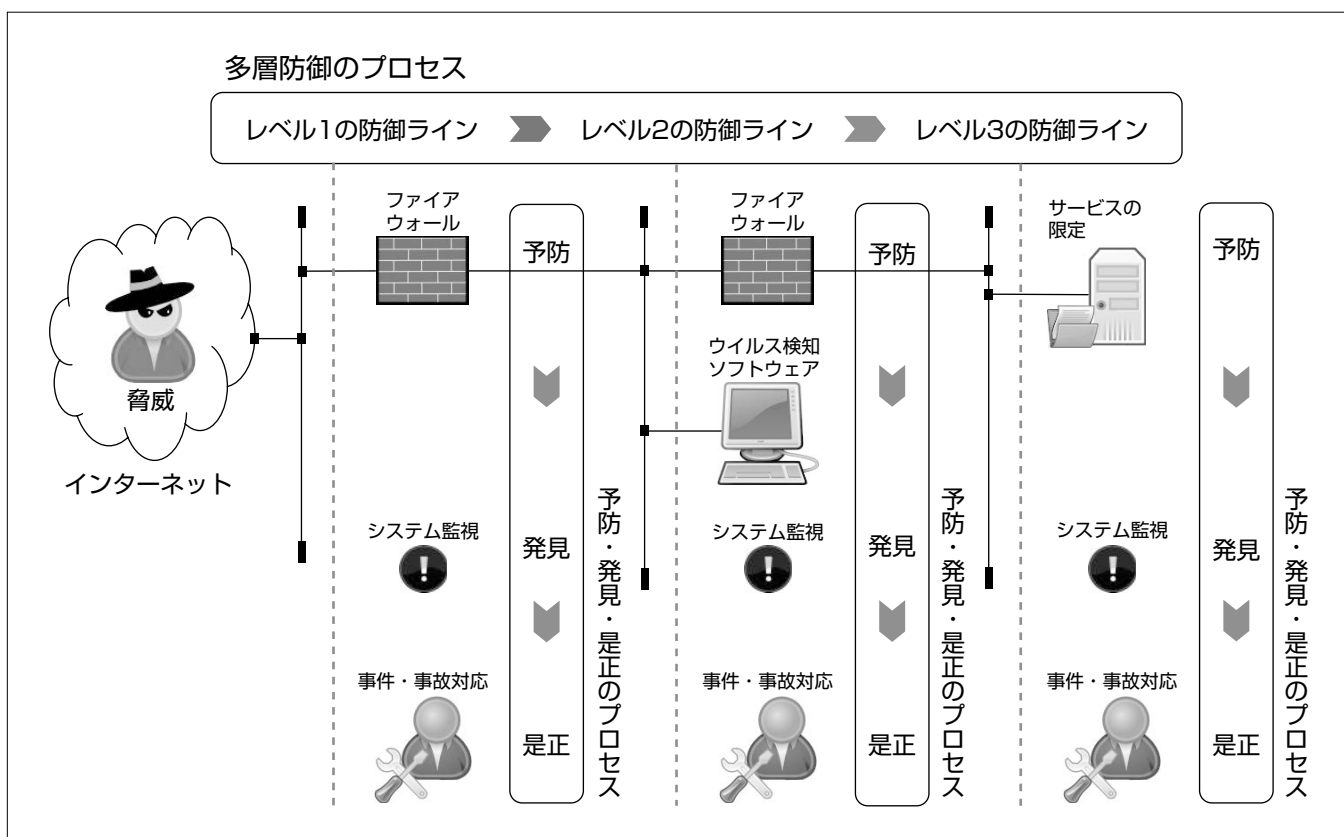 多層防御のプロセス
レベル1の防御ライン
レベル2の防御ライン
レベル3の防御ライン
脅威
インターネット
ファイア
ウォール
システム監視
事件・事故対応
予防
発見
是正
予防・発見・是正のプロセス
ファイア
ウォール
ウイルス検知
ソフトウェア
システム監視
事件・事故対応
予防
発見
是正
予防・発見・是正のプロセス
サービスの
限定
システム監視
事件・事故対応
予防
発見
是正
予防・発見・是正のプロセス